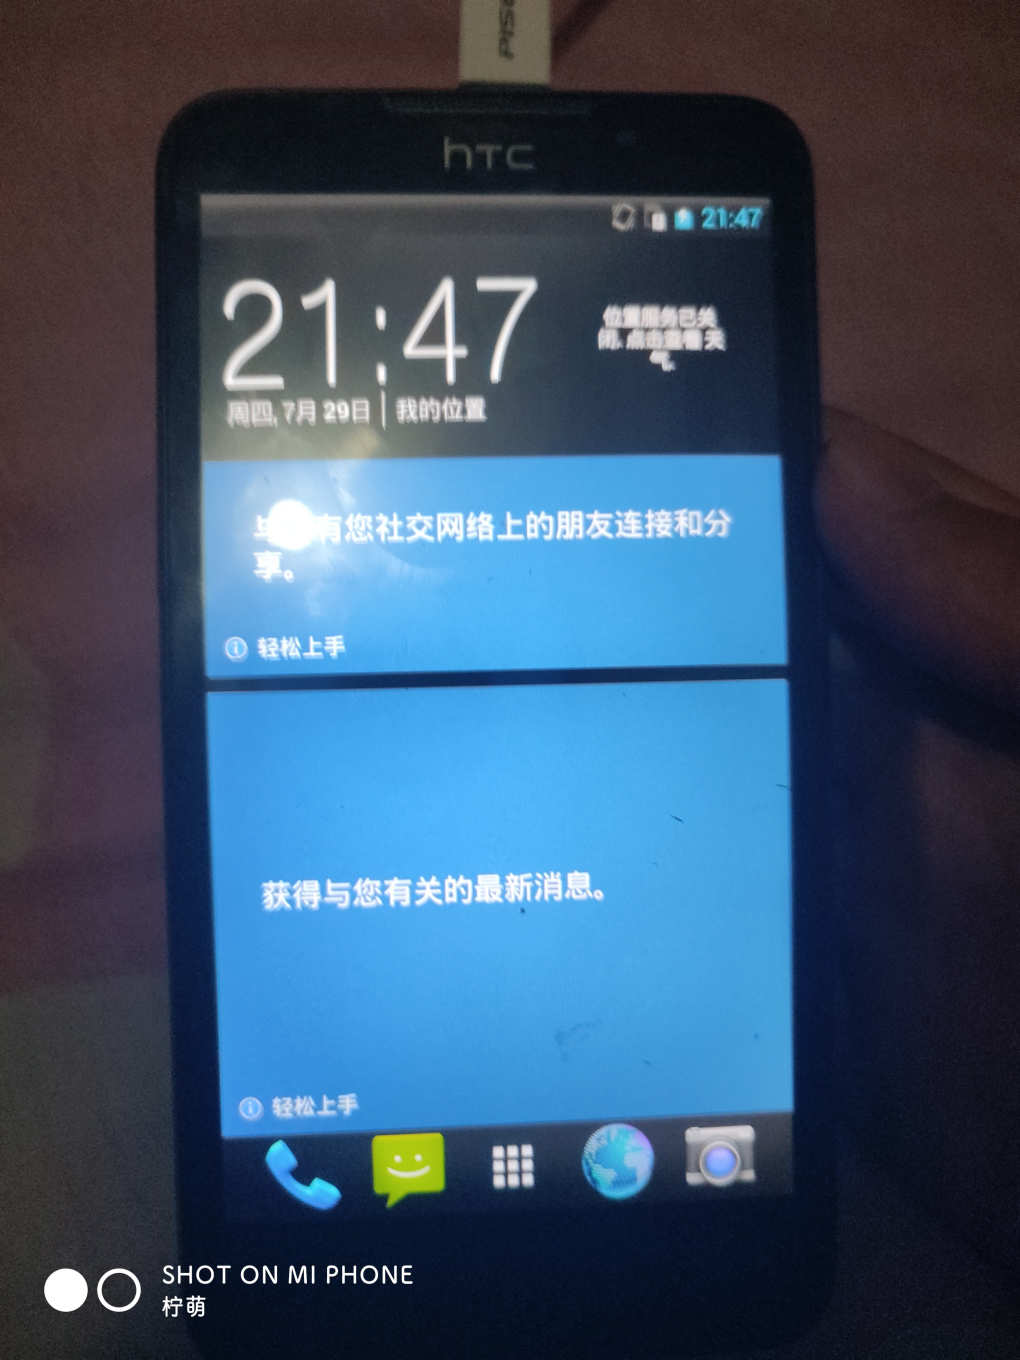 PISE
hTC
21:47
21:47
位置服务已关
闭. 点击查看天
气.
周四, 7月 29日 | 我的位置
有您社交网络上的朋友连接和分
享。
轻松上手
获得与您有关的最新消息。
轻松上手
SHOT ON MI PHONE
柠萌